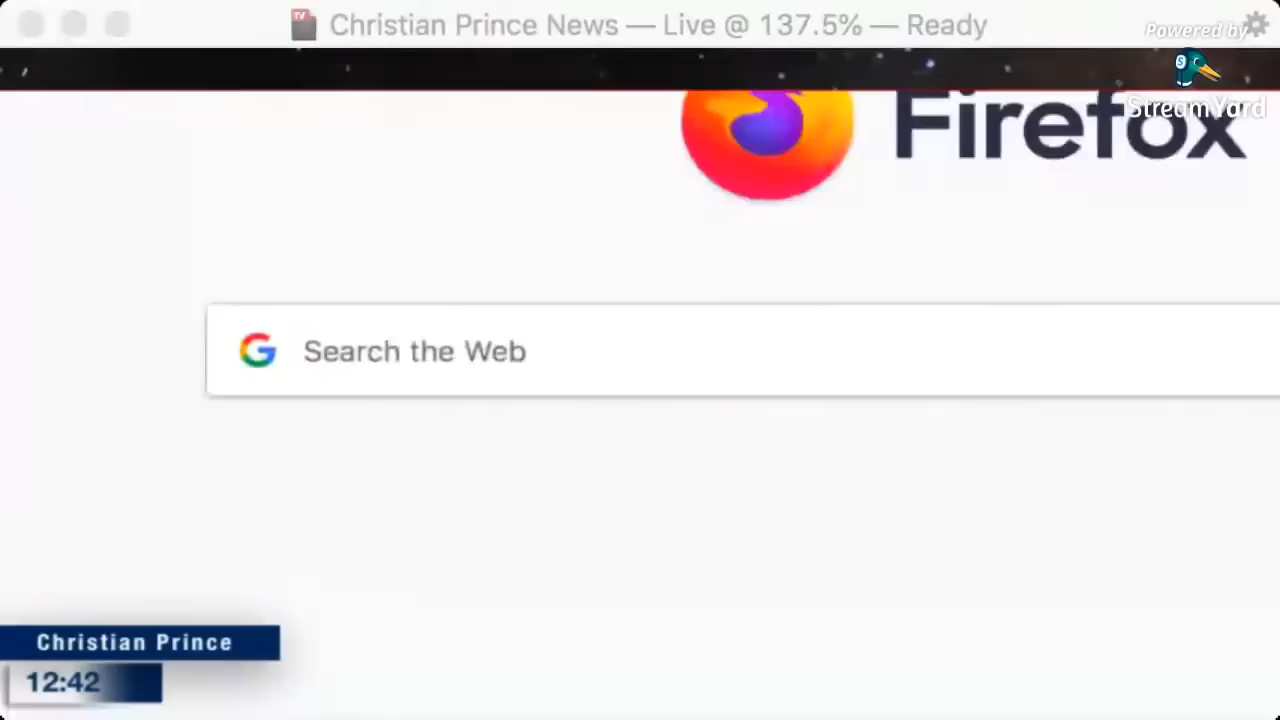 Christian Prince News — Live @ 137.5% — Ready
Powered by
StreamYard
Firefox
Search the Web
Christian Prince
12:42